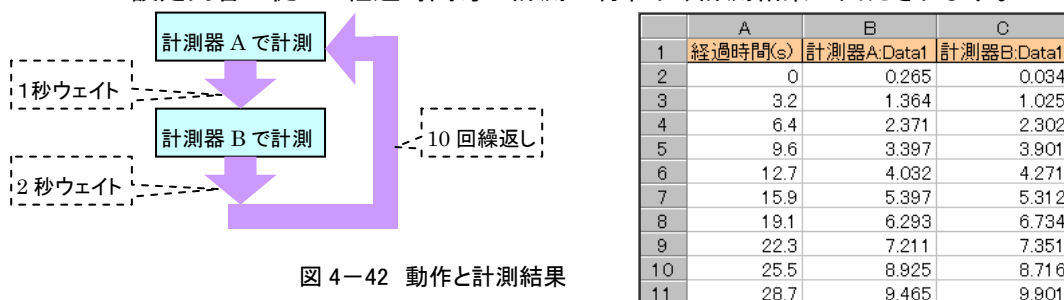 計測器 A で計測
1秒ウェイト
計測器 B で計測
10 回繰返し
2 秒ウェイト
図 4－42 動作と計測結果
A B C
1 経過時間(s) 計測器A:Data1 計測器B:Data1
2 0 0.265 0.034
3 3.2 1.364 1.025
4 6.4 2.371 2.302
5 9.6 3.397 3.901
6 12.7 4.032 4.271
7 15.9 5.397 5.312
8 19.1 6.293 6.734
9 22.3 7.211 7.351
10 25.5 8.925 8.716
11 28.7 9.465 9.901